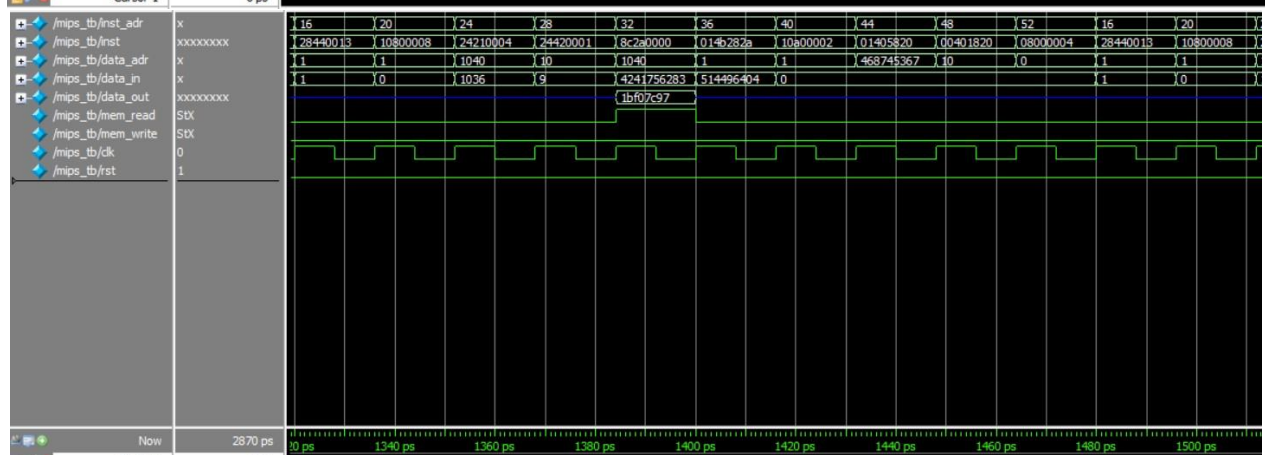 /mips_tb/inst_adr x 16 20 24 28 32 36 40 44 48 52 16 20
/mips_tb/inst xxxxxxxx 28440013 10800008 24210004 24420001 8c2a0000 014b282a 10a00002 01405820 00401820 08000004 28440013 10800008
/mips_tb/data_adr x 1 1 1040 10 1040 1 1 468745367 10 0 1 1
/mips_tb/data_in x 1 0 1036 9 4241756283 514496404 0 1 0
/mips_tb/data_out xxxxxxxx 1bf07c97
/mips_tb/mem_read StX
/mips_tb/mem_write StX
/mips_tb/clk 0
/mips_tb/rst 1
Now 2870 ps 20 ps 1340 ps 1360 ps 1380 ps 1400 ps 1420 ps 1440 ps 1460 ps 1480 ps 1500 ps